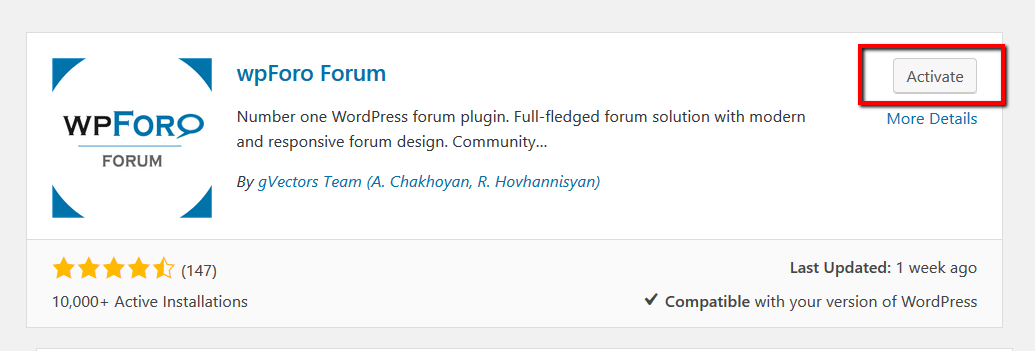 wpForo Forum
Activate
More Details
Number one WordPress forum plugin. Full-fledged forum solution with modern
and responsive forum design. Community...
By gVectors Team (A. Chakhoyan, R. Hovhannisyan)
WPFORO
FORUM
(147)
10,000+ Active Installations
Last Updated: 1 week ago
Compatible with your version of WordPress